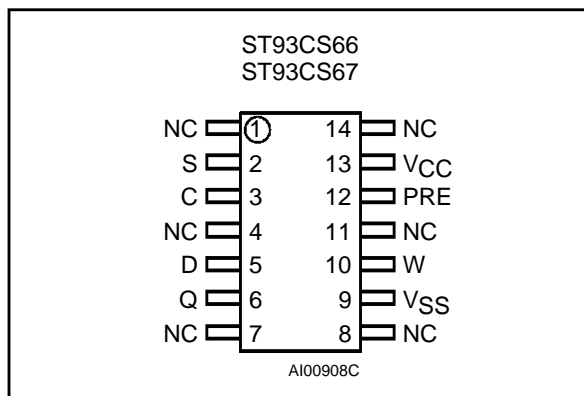 ST93CS66
ST93CS67
NC 1 14 NC
S 2 13 VCC
C 3 12 PRE
NC 4 11 NC
D 5 10 W
Q 6 9 VSS
NC 7 8 NC
AI00908C